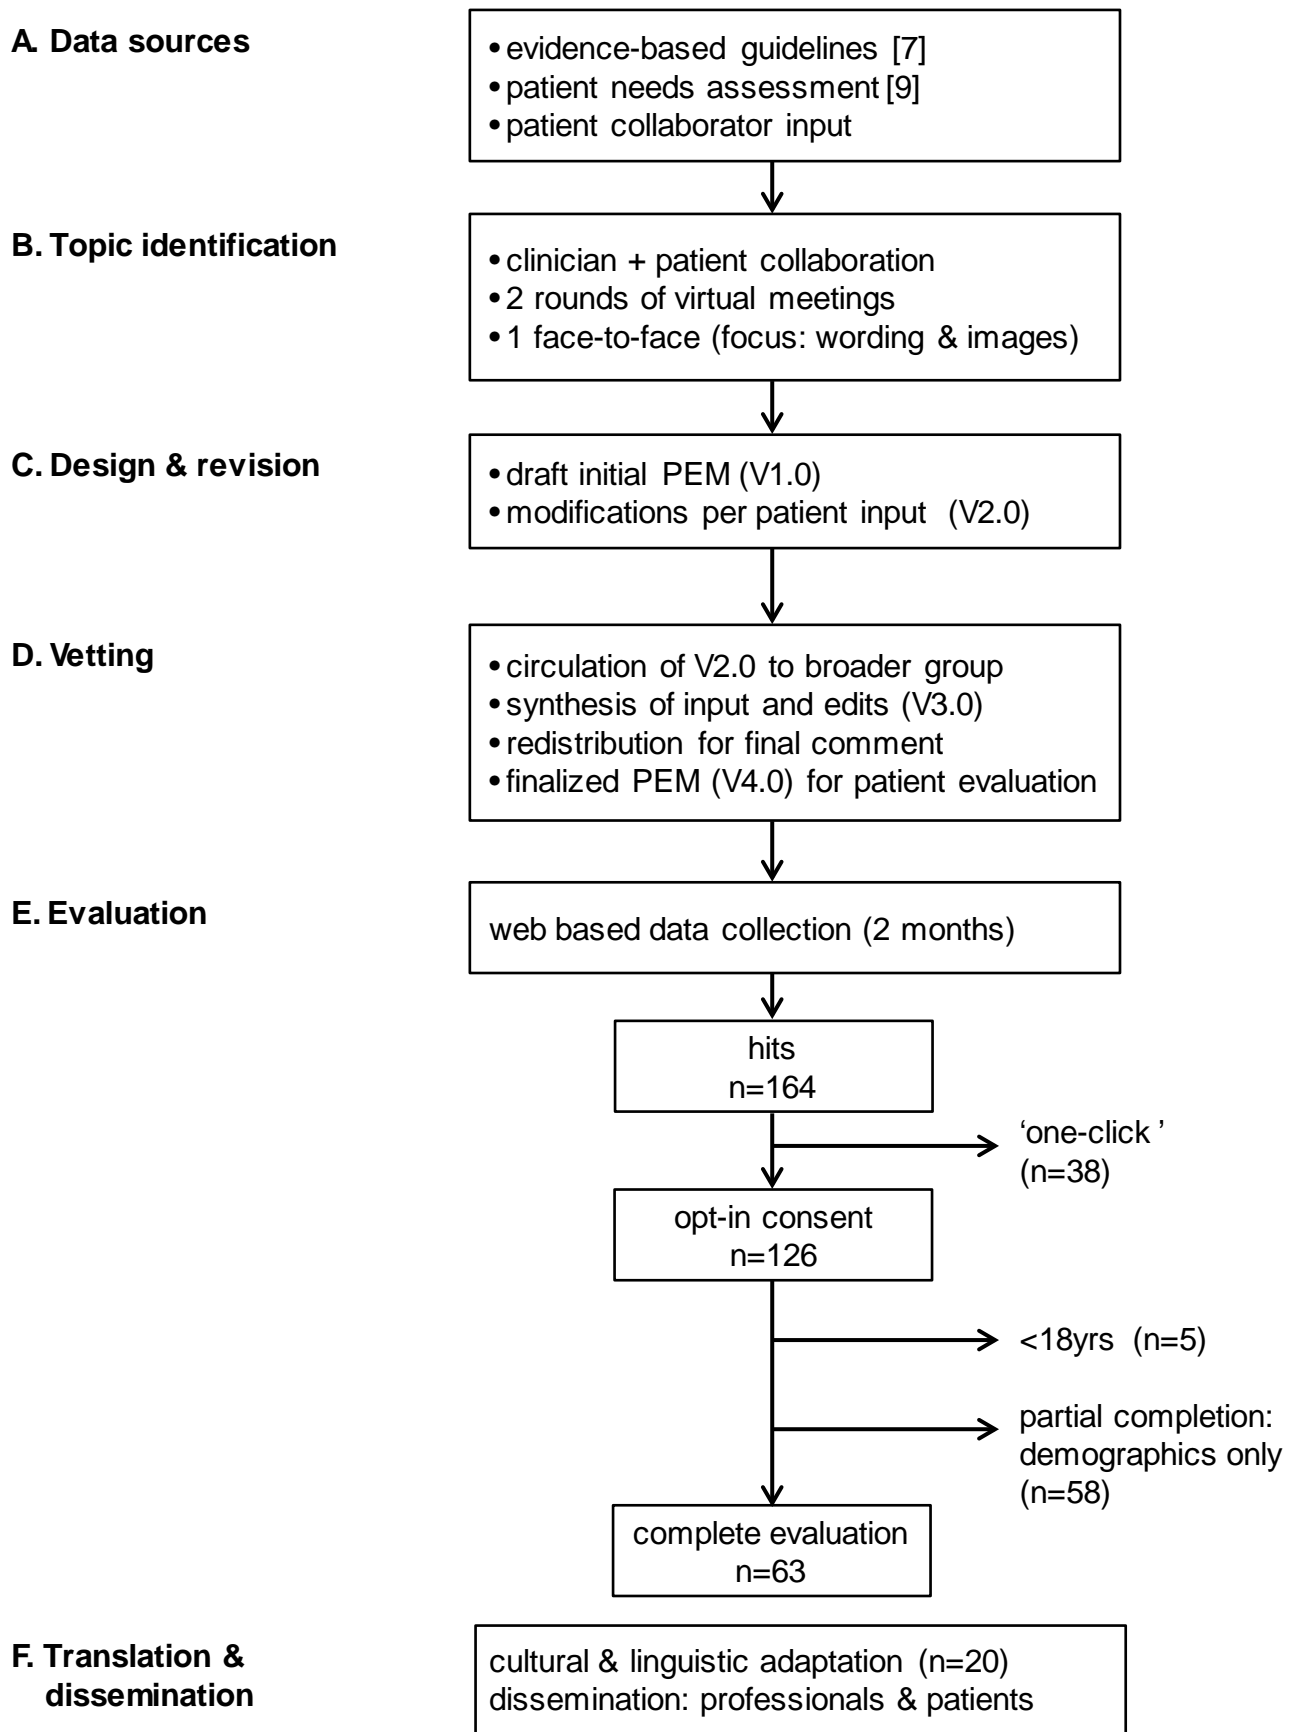 A. Data sources
• evidence-based guidelines [7]
• patient needs assessment [9]
• patient collaborator input
B. Topic identification
• clinician + patient collaboration
• 2 rounds of virtual meetings
• 1 face-to-face (focus: wording & images)
C. Design & revision
• draft initial PEM (V1.0)
• modifications per patient input (V2.0)
D. Vetting
• circulation of V2.0 to broader group
• synthesis of input and edits (V3.0)
• redistribution for final comment
• finalized PEM (V4.0) for patient evaluation
E. Evaluation
web based data collection (2 months)
hits
n=164
‘one-click ’
(n=38)
opt-in consent
n=126
<18yrs (n=5)
partial completion:
demographics only
(n=58)
complete evaluation
n=63
F. Translation &
dissemination
cultural & linguistic adaptation (n=20)
dissemination: professionals & patients